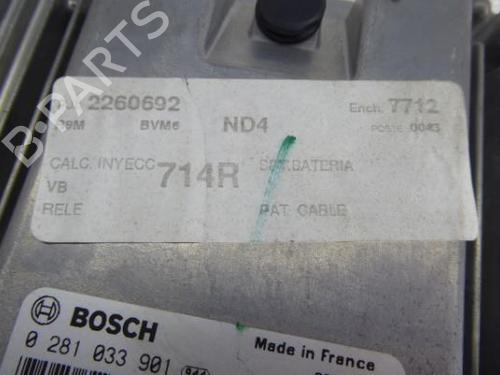 2260692 Ench. 7712
BVM6 ND4 POSTE 0043
CALC. INYECC 714R BATERIA
VB
RELE PAT. CABLE
BOSCH
0 281 033 901
Made in France
B-PARTS